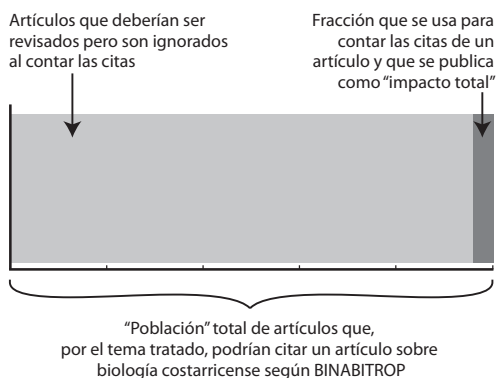 Artículos que deberían ser
revisados pero son ignorados
al contar las citas
Fracción que se usa para
contar las citas de un
artículo y que se publica
como “impacto total”
“Población” total de artículos que,
por el tema tratado, podrían citar un artículo sobre
biología costarricense según BINABITROP